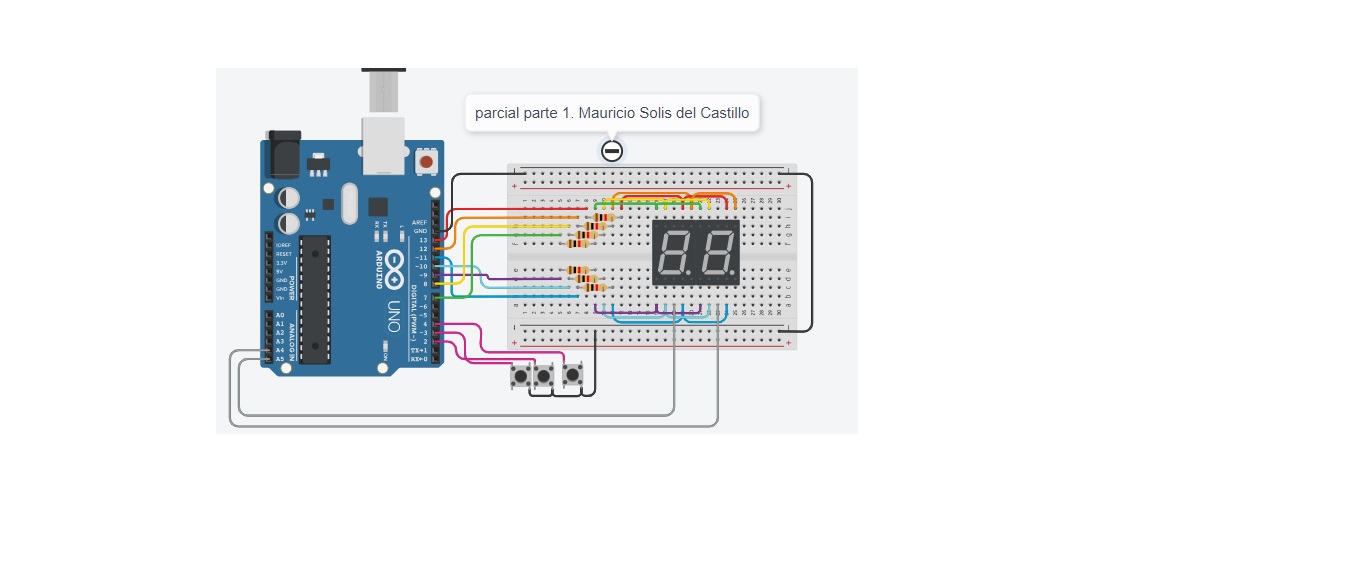 parcial parte 1. Mauricio Solis del Castillo
AREF
GND
13
12
~11
~10
~9
8
7
~6
~5
4
~3
2
TX→1
RX←0
DIGITAL (PWM~)
L
TX
RX
ARDUINO
UNO
ON
IOREF
RESET
3.3V
5V
GND
GND
Vin
POWER
A0
A1
A2
A3
A4
A5
ANALOG IN